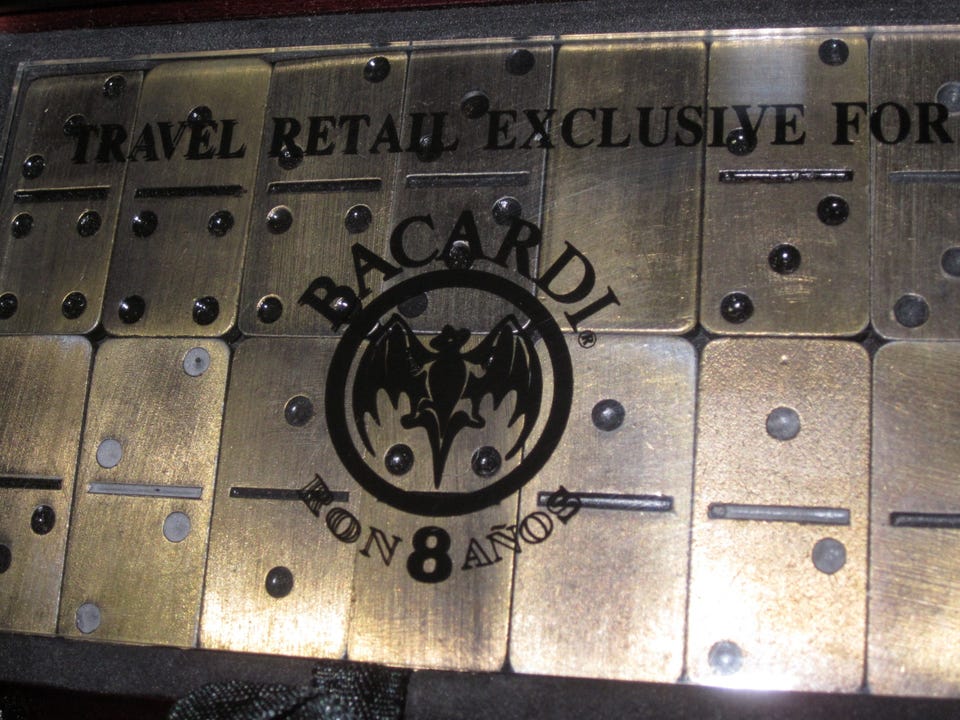 TRAVEL RETAIL EXCLUSIVE FOR
BACARDI®
RON 8 AÑOS